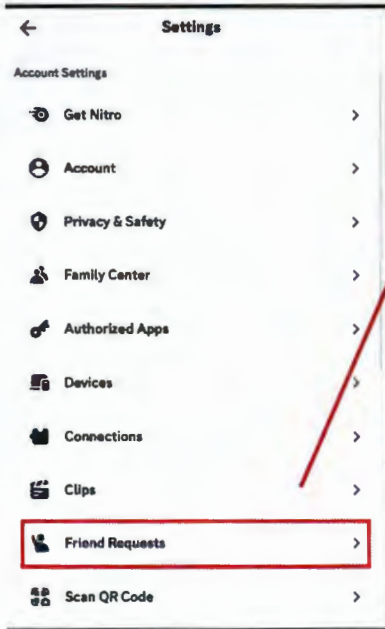 Settings
Account Settings
Get Nitro
Account
Privacy & Safety
Family Center
Authorized Apps
Devices
Connections
Clips
Friend Requests
Scan QR Code